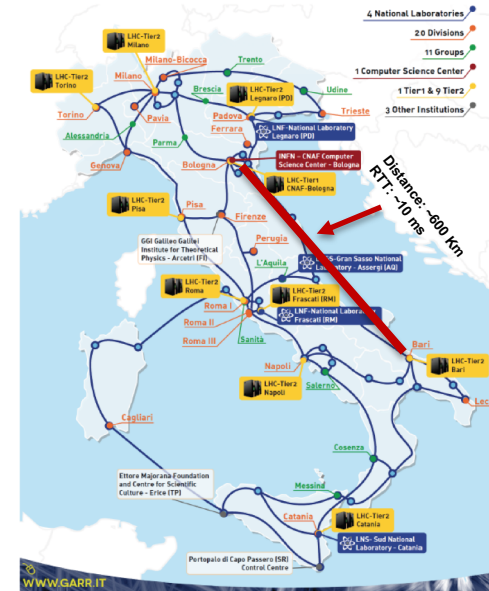 4 National Laboratories
20 Divisions
11 Groups
1 Computer Science Center
1 Tier1 & 9 Tier2
3 Other Institutions
LHC-Tier2
Milano
Milano-Bicocca
Trento
LHC-Tier2
Torino
Milano
Brescia
LHC-Tier2
Legnaro (PD)
Udine
Torino
Pavia
Padova
Trieste
Ferrara
LNF-National Laboratory
Legnaro (PD)
Alessandria
Parma
INFN - CNAF Computer
Science Center - Bologna
Genova
Bologna
LHC-Tier1
CNAF-Bologna
Distance: ~600 Km
RTT: ~10 ms
LHC-Tier2
Pisa
Pisa
Firenze
GGI Galileo Galilei
Institute for Theoretical
Physics - Arcetri (FI)
Perugia
L'Aquila
GS-Gran Sasso National
Laboratory - Assergi (AQ)
LHC-Tier2
Roma
LHC-Tier2
Frascati (RM)
Roma I
LNF-National Labora
Frascati (RM)
Roma II
Roma III
Sanità
Bari
LHC-Tier2
Bari
Napoli
LHC-Tier2
Napoli
Salerno
Lec
Cagliari
Cosenza
Ettore Majorana Foundation
and Centre for Scientific
Culture - Erice (TP)
Messina
Catania
LHC-Tier2
Catania
LNS- Sud National
Laboratory - Catania
Portopalo di Capo Passero (SR)
Control Centre
WWW.GARR.IT